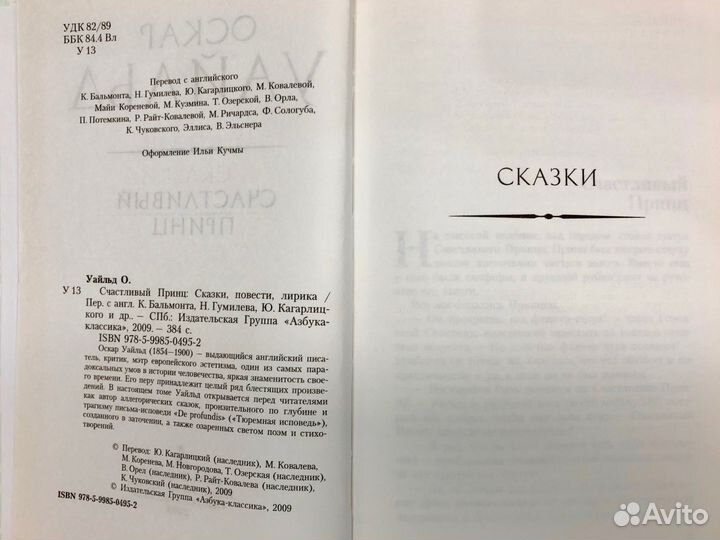 УДК 82/89
ББК 84.4 Вл
У 13
Перевод с английского
К. Бальмонта, Н. Гумилева, Ю. Кагарлицкого, М. Ковалевой,
Майи Кореневой, М. Кузмина, Т. Озерской, В. Орла,
П. Потемкина, Р. Райт-Ковалевой, М. Ричардса, Ф. Сологуба,
К. Чуковского, Эллиса, В. Эльснера
Оформление Ильи Кучмы
Уайльд О.
У 13 Счастливый Принц: Сказки, повести, лирика /
Пер. с англ. К. Бальмонта, Н. Гумилева, Ю. Кагарлиц-
кого и др.. – СПб.: Издательская Группа «Азбука-
классика», 2009. – 384 с.
ISBN 978-5-9985-0495-2
Оскар Уайльд (1854–1900) – выдающийся английский писа-
тель, критик, мэтр европейского эстетизма, один из самых пара-
доксальных умов в истории человечества, яркая знаменитость свое-
го времени. Его перу принадлежит целый ряд блестящих произве-
дений. В настоящем томе Уайльд открывается перед читателями
как автор аллегорических сказок, пронзительного по глубине и
трагизму письма-исповеди «De profundis» («Тюремная исповедь»),
созданного в заточении, а также озаренных светом поэм и стихо-
творений.
© Перевод: Ю. Кагарлицкий (наследник), М. Ковалева,
М. Коренева, М. Новгородова, Т. Озерская (наследник),
В. Орел (наследник), Р. Райт-Ковалева (наследник),
К. Чуковский (наследник), 2009
© Издательская Группа «Азбука-классика», 2009
ISBN 978-5-9985-0495-2
СКАЗКИ
Счастливый
Принц
Avito